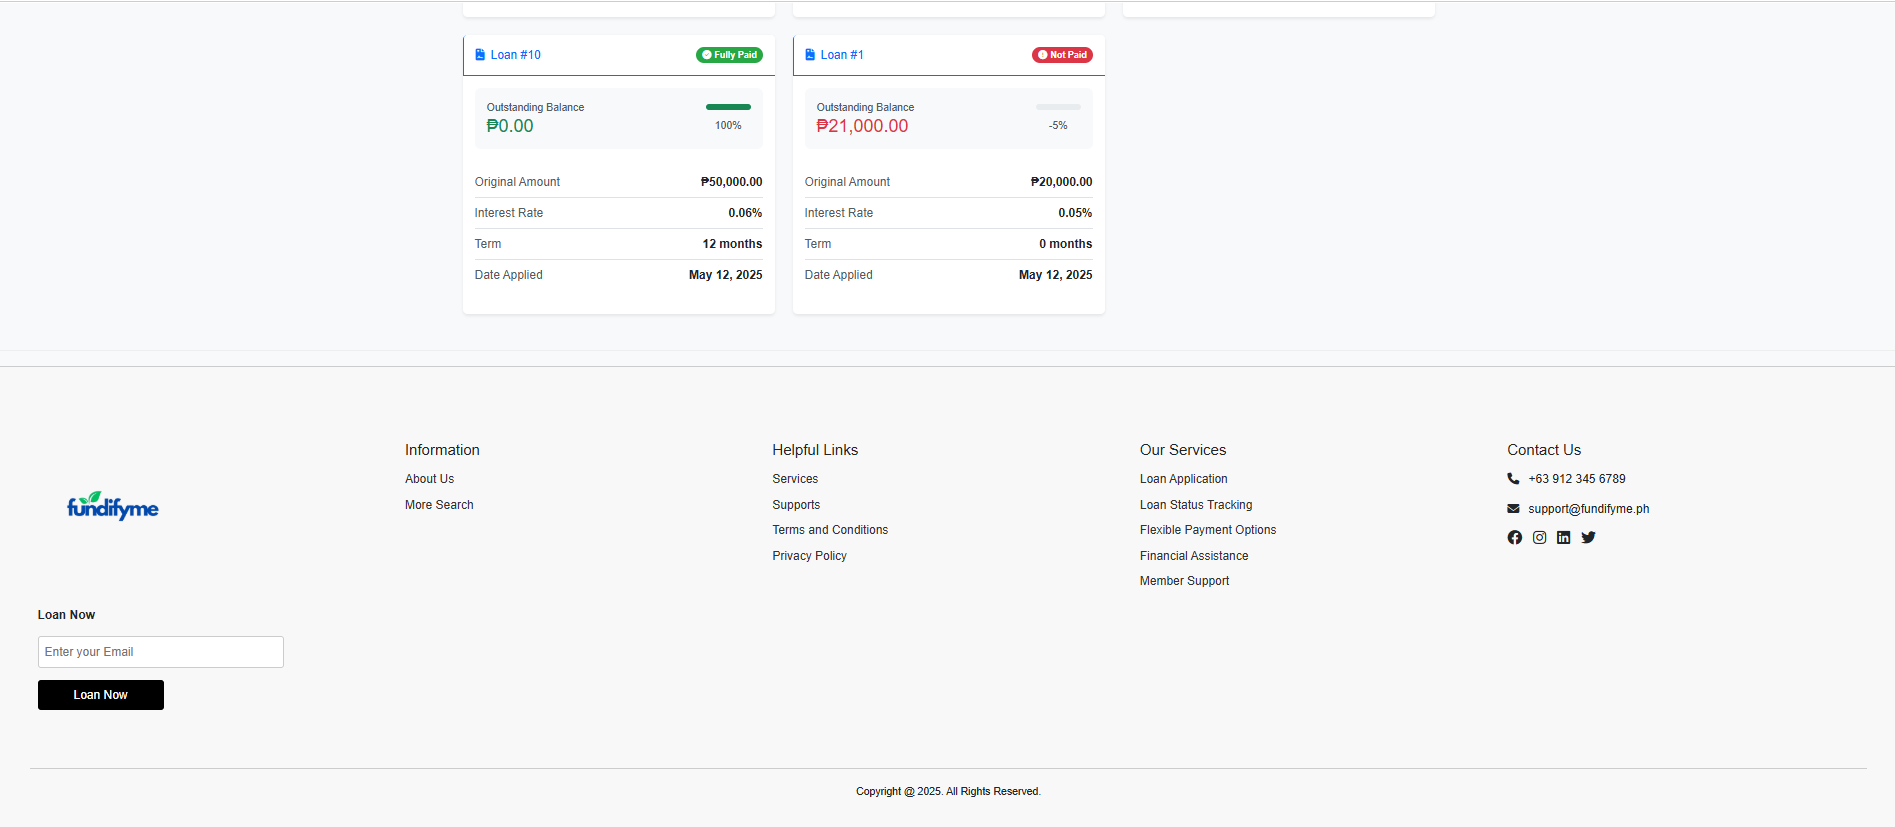 Loan #10 Fully Paid
Outstanding Balance
₱0.00 100%
Original Amount ₱50,000.00
Interest Rate 0.06%
Term 12 months
Date Applied May 12, 2025
Loan #1 Not Paid
Outstanding Balance
₱21,000.00 -5%
Original Amount ₱20,000.00
Interest Rate 0.05%
Term 0 months
Date Applied May 12, 2025
fundifyme
Loan Now
Enter your Email
Loan Now
Information
About Us
More Search
Helpful Links
Services
Supports
Terms and Conditions
Privacy Policy
Our Services
Loan Application
Loan Status Tracking
Flexible Payment Options
Financial Assistance
Member Support
Contact Us
+63 912 345 6789
support@fundifyme.ph
Copyright @ 2025. All Rights Reserved.